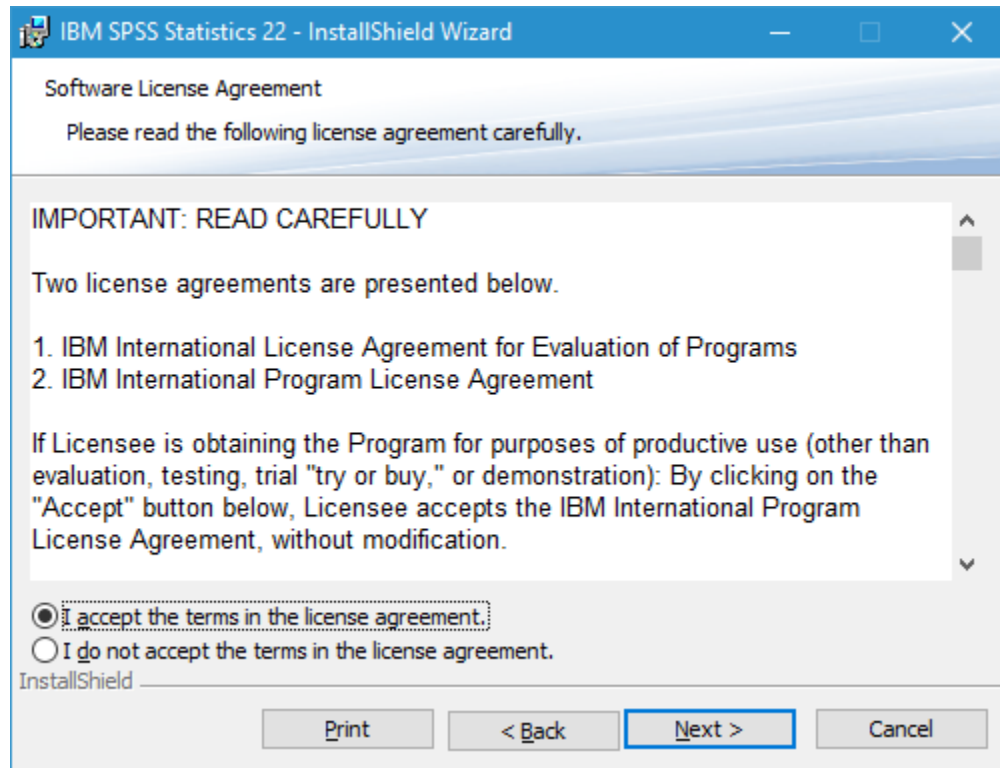 IBM SPSS Statistics 22 - InstallShield Wizard
Software License Agreement
Please read the following license agreement carefully.
IMPORTANT: READ CAREFULLY
Two license agreements are presented below.
1. IBM International License Agreement for Evaluation of Programs
2. IBM International Program License Agreement
If Licensee is obtaining the Program for purposes of productive use (other than
evaluation, testing, trial "try or buy," or demonstration): By clicking on the
"Accept" button below, Licensee accepts the IBM International Program
License Agreement, without modification.
I accept the terms in the license agreement.
I do not accept the terms in the license agreement.
InstallShield
Print < Back Next > Cancel